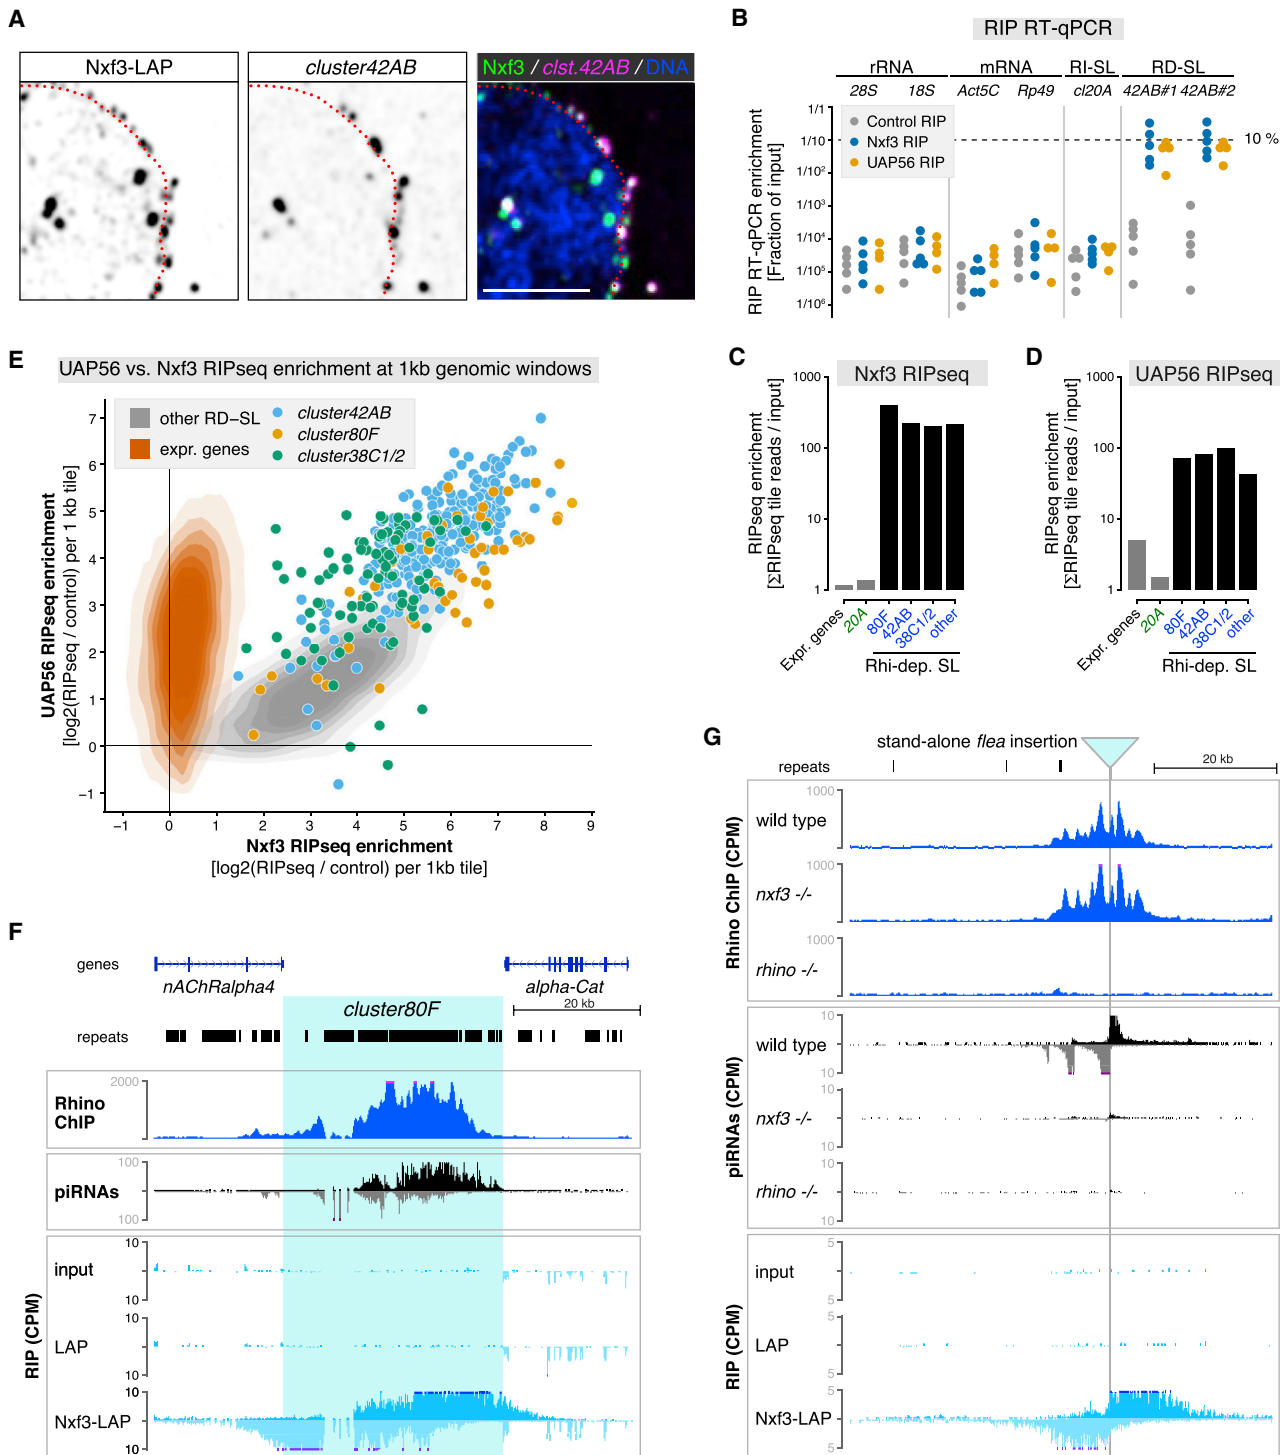 A
Nxf3-LAP
cluster42AB
Nxf3 / clst.42AB / DNA
B
RIP RT-qPCR
rRNA mRNA RI-SL RD-SL
28S 18S Act5C Rp49 cl20A 42AB#1 42AB#2
RIP RT-qPCR enrichment
[Fraction of input]
1/1
1/10
1/10²
1/10³
1/10⁴
1/10⁵
1/10⁶
Control RIP
Nxf3 RIP
UAP56 RIP
10 %
C
Nxf3 RIPseq
RIPseq enrichemt
[ΣRIPseq tile reads / input]
1000
100
10
1
Expr. genes
20A
80F
42AB
38C1/2
other
Rhi-dep. SL
D
UAP56 RIPseq
RIPseq enrichemt
[ΣRIPseq tile reads / input]
1000
100
10
1
Expr. genes
20A
80F
42AB
38C1/2
other
Rhi-dep. SL
E
UAP56 vs. Nxf3 RIPseq enrichment at 1kb genomic windows
other RD–SL
expr. genes
cluster42AB
cluster80F
cluster38C1/2
UAP56 RIPseq enrichment
[log2(RIPseq / control) per 1 kb tile]
7
6
5
4
3
2
1
0
−1
−1 0 1 2 3 4 5 6 7 8 9
Nxf3 RIPseq enrichment
[log2(RIPseq / control) per 1kb tile]
F
genes
nAChRalpha4
alpha-Cat
cluster80F
20 kb
repeats
Rhino
ChIP
2000
piRNAs
100
100
RIP (CPM)
input
10
10
LAP
10
10
Nxf3-LAP
10
10
G
stand-alone flea insertion
repeats
20 kb
Rhino ChIP (CPM)
wild type
1000
nxf3 -/-
1000
rhino -/-
1000
piRNAs (CPM)
wild type
10
10
nxf3 -/-
10
10
rhino -/-
10
10
RIP (CPM)
input
5
5
LAP
5
5
Nxf3-LAP
5
5